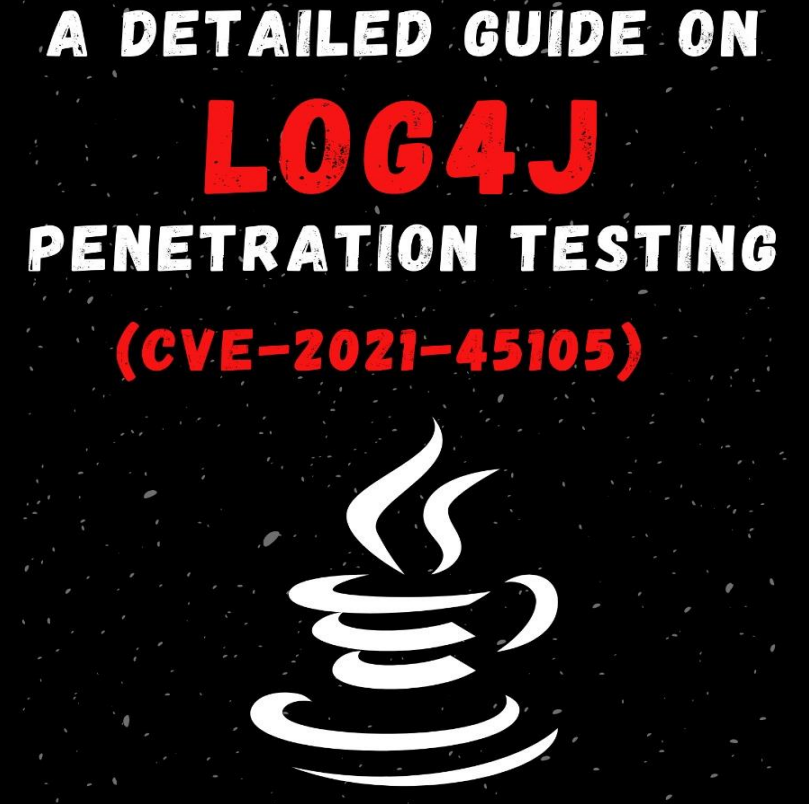 A DETAILED GUIDE ON
LOG4J
PENETRATION TESTING
(CVE-2021-45105)